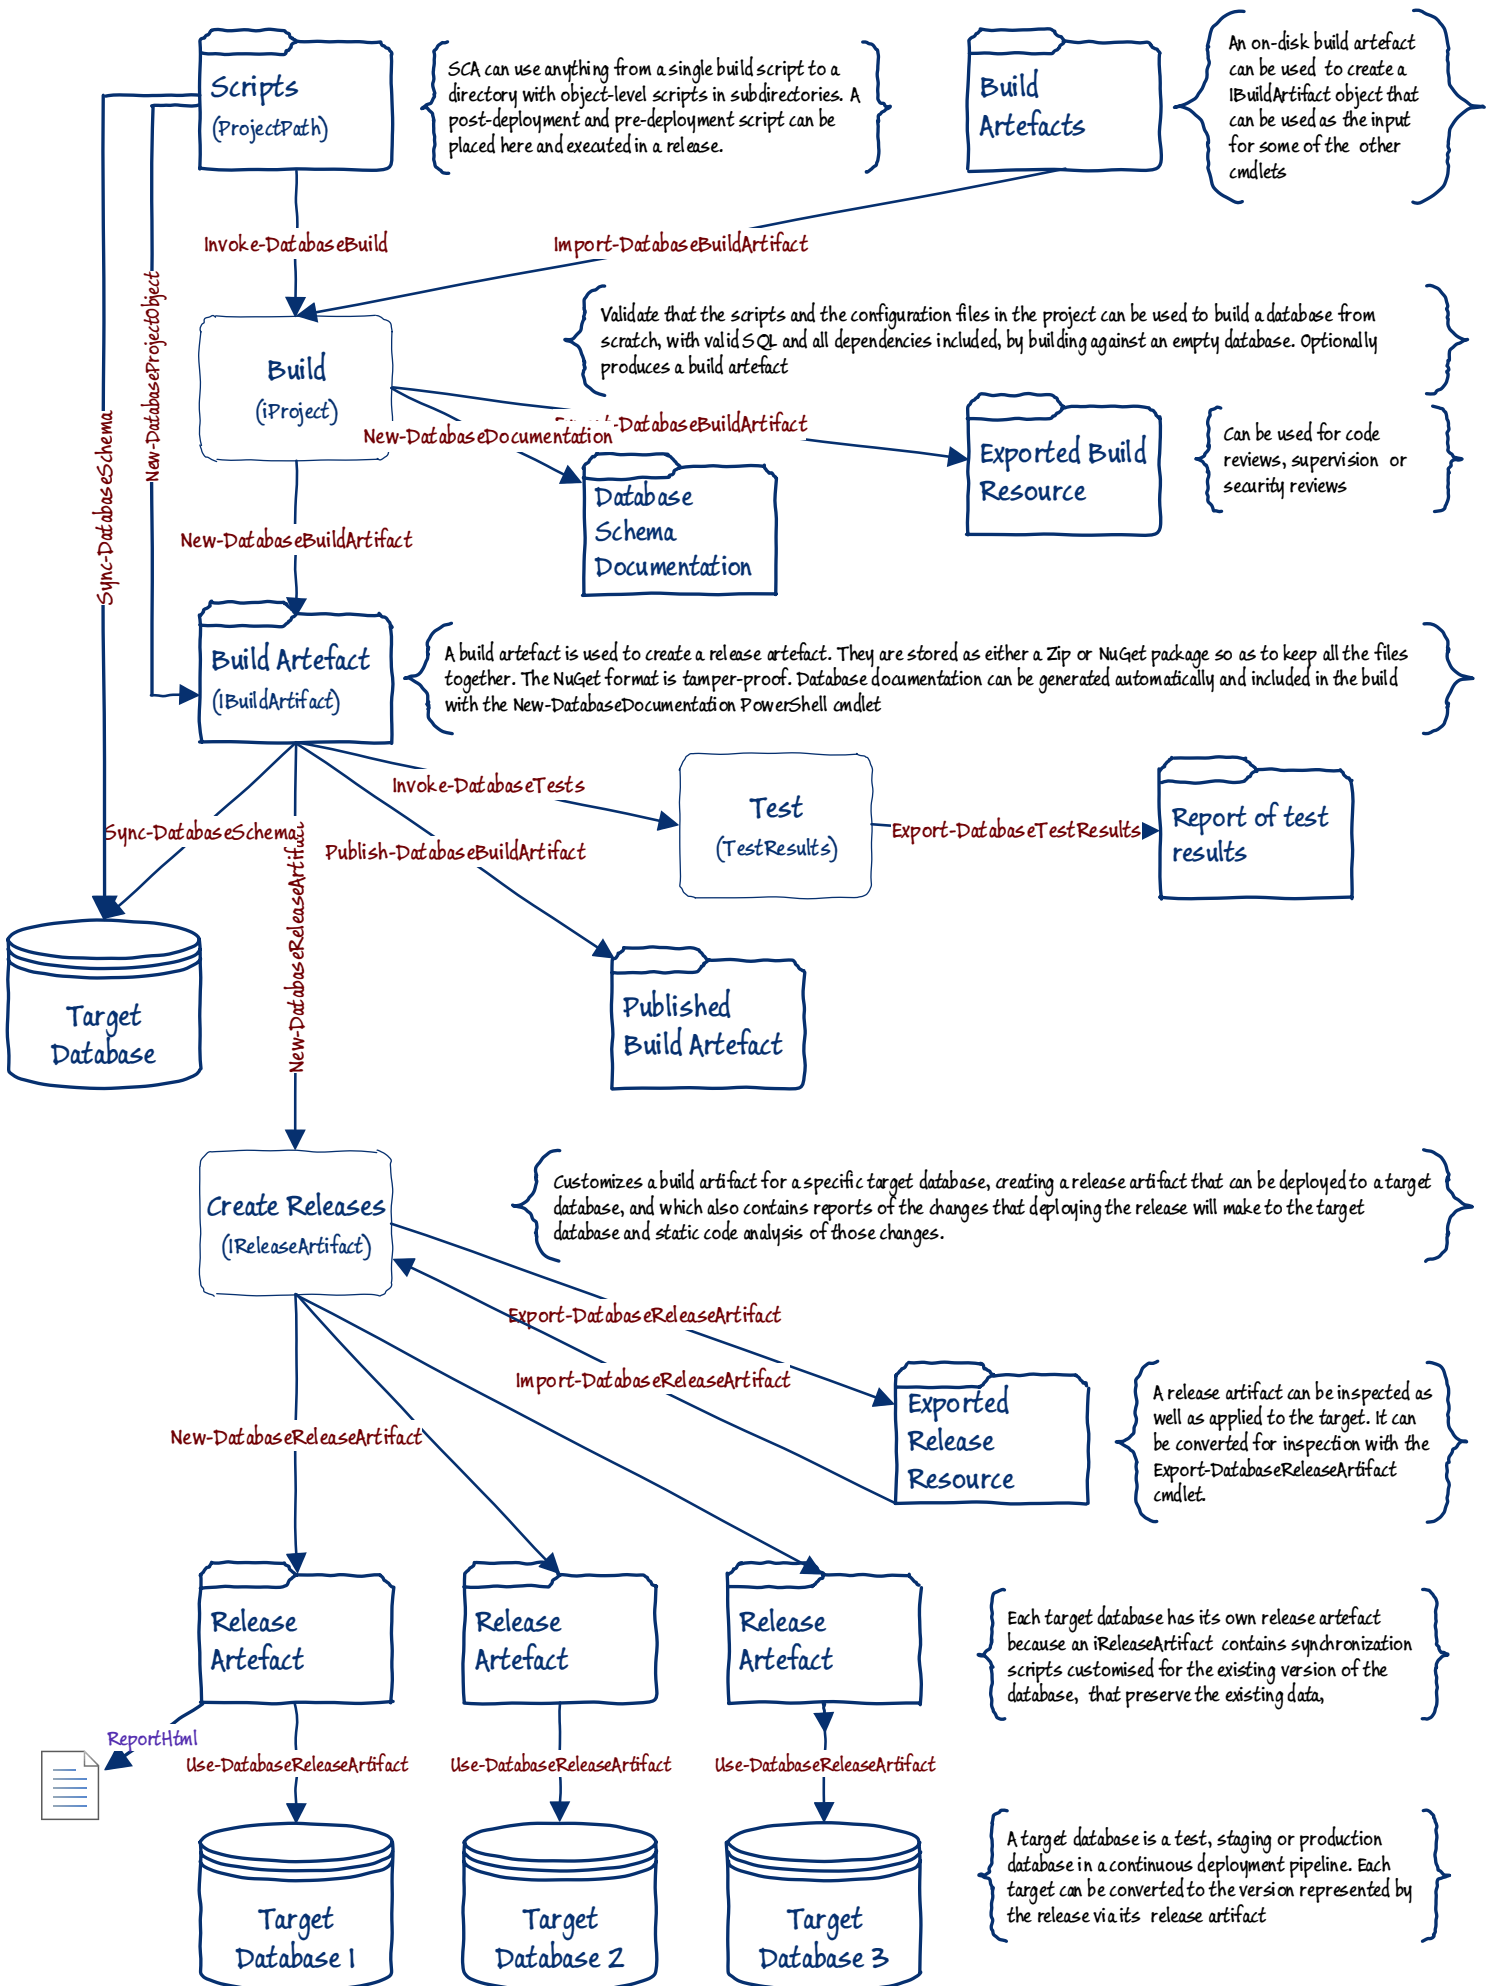 Scripts
(ProjectPath)
SCA can use anything from a single build script to a
directory with object-level scripts in subdirectories. A
post-deployment and pre-deployment script can be
placed here and executed in a release.
Build
Artefacts
An on-disk build artefact
can be used to create a
IBuildArtifact object that
can be used as the input
for some of the other
cmdlets
Invoke-DatabaseBuild
Import-DatabaseBuildArtifact
New-DatabaseProjectObject
Sync-DatabaseSchema
Build
(iProject)
Validate that the scripts and the configuration files in the project can be used to build a database from
scratch, with valid SQL and all dependencies included, by building against an empty database. Optionally
produces a build artefact
-DatabaseBuildArtifact
New-DatabaseDocumentation
Exported Build
Resource
Can be used for code
reviews, supervision or
security reviews
Database
Schema
Documentation
New-DatabaseBuildArtifact
Build Artefact
(IBuildArtifact)
A build artefact is used to create a release artefact. They are stored as either a Zip or NuGet package so as to keep all the files
together. The NuGet format is tamper-proof. Database documentation can be generated automatically and included in the build
with the New-DatabaseDocumentation PowerShell cmdlet
Invoke-DatabaseTests
Test
(TestResults)
Export-DatabaseTestResults
Report of test
results
Sync-DatabaseSchema
New-DatabaseReleaseArtifact
Publish-DatabaseBuildArtifact
Target
Database
Published
Build Artefact
Create Releases
(IReleaseArtifact)
Customizes a build artifact for a specific target database, creating a release artifact that can be deployed to a target
database, and which also contains reports of the changes that deploying the release will make to the target
database and static code analysis of those changes.
Export-DatabaseReleaseArtifact
Import-DatabaseReleaseArtifact
Exported
Release
Resource
A release artifact can be inspected as
well as applied to the target. It can
be converted for inspection with the
Export-DatabaseReleaseArtifact
cmdlet.
New-DatabaseReleaseArtifact
Release
Artefact
Release
Artefact
Release
Artefact
Each target database has its own release artefact
because an iReleaseArtifact contains synchronization
scripts customised for the existing version of the
database, that preserve the existing data,
ReportHtml
Use-DatabaseReleaseArtifact
Use-DatabaseReleaseArtifact
Use-DatabaseReleaseArtifact
Target
Database 1
Target
Database 2
Target
Database 3
A target database is a test, staging or production
database in a continuous deployment pipeline. Each
target can be converted to the version represented by
the release via its release artifact